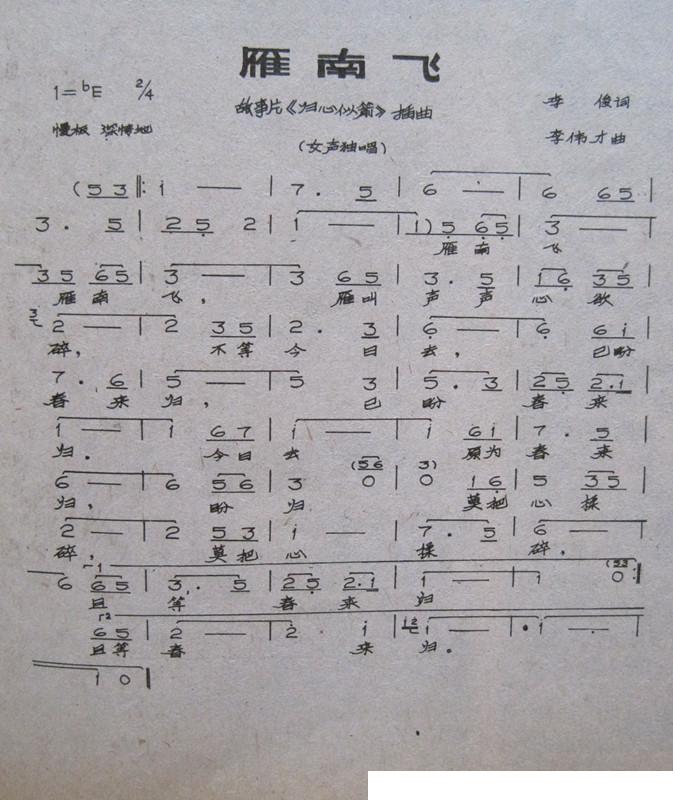 雁南飞
1=♭E 2/4
故事片《归心似箭》插曲
李俊词
慢板 深情地
(女声独唱)
李伟才曲
(5 3 ‖: i — | 7 . 5 | 6 — | 6 6 5 |
3 . 5 | 2 5 2 | 1 — | 1) 5 6 5 | 3 — |
雁 南 飞
3 5 6 5 | 3 — | 3 6 5 | 3 . 5 | 1 6 3 5 |
雁 南 飞, 雁叫 声 声 心 欲
3 2 — | 2 3 5 | 2 . 3 | 6 — | 6 6 i |
碎, 不等 今 日 去, 已盼
7 . 6 | 5 — | 5 3 | 5 . 3 | 2 5 2 . 1 |
春 来 归, 已 盼 春 来
1 — | 1 6 7 | i — | i 6 i | 7 . 5 |
归. 今日 去 愿为 春 来
(5 6 3)
6 — | 6 5 6 | 3 0 | 0 1 6 | 5 3 5 |
归, 盼 归 莫把 心 揉
2 — | 2 5 3 | i — | 7 . 5 | 6 — |
碎, 莫把 心 揉 碎,
1 (5 3
6 6 5 | 3 . 5 | 2 5 2 . 1 | 1 — | 1 0 :‖
且 等 春 来 归
2
6 5 | 2 — | 2 i | i 2 i — | i — |
且等 春 来 归.
1 0 ‖